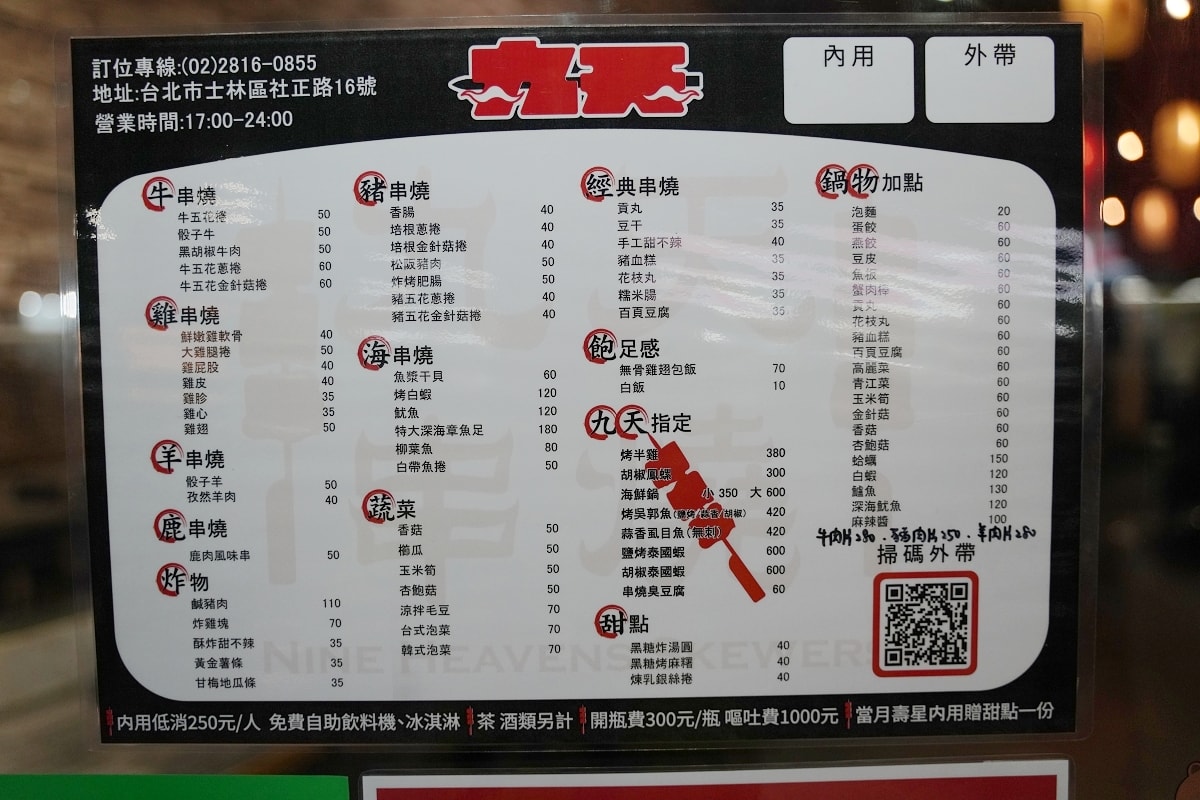 訂位專線:(02)2816-0855
地址:台北市士林區社正路16號
營業時間:17:00-24:00
九天
內用
外帶
牛串燒
牛五花捲 50
骰子牛 50
黑胡椒牛肉 50
牛五花蔥捲 60
牛五花金針菇捲 60
雞串燒
鮮嫩雞軟骨 40
大雞腿捲 50
雞屁股 40
雞皮 40
雞胗 35
雞心 35
雞翅 50
羊串燒
骰子羊 50
孜然羊肉 40
鹿串燒
鹿肉風味串 50
炸物
鹹豬肉 110
炸雞塊 70
酥炸甜不辣 35
黃金薯條 35
甘梅地瓜條 35
豬串燒
香腸 40
培根蔥捲 40
培根金針菇捲 40
松阪豬肉 50
炸烤肥腸 50
豬五花蔥捲 40
豬五花金針菇捲 40
海串燒
魚漿干貝 60
烤白蝦 120
魷魚 120
特大深海章魚足 180
柳葉魚 80
白帶魚捲 50
蔬菜
香菇 50
櫛瓜 50
玉米筍 50
杏鮑菇 50
涼拌毛豆 70
台式泡菜 70
韓式泡菜 70
經典串燒
貢丸 35
豆干 35
手工甜不辣 40
豬血糕 35
花枝丸 35
糯米腸 35
百頁豆腐 35
飽足感
無骨雞翅包飯 70
白飯 10
九天指定
烤半雞 380
胡椒鳳螺 300
海鮮鍋 小 350 大 600
烤吳郭魚(鹽烤/蒜香/胡椒) 420
蒜香虱目魚(無刺) 420
鹽烤泰國蝦 600
胡椒泰國蝦 600
串燒臭豆腐 60
甜點
黑糖炸湯圓 40
黑糖烤麻糬 40
煉乳銀絲捲 40
鍋物加點
泡麵 20
蛋餃 60
燕餃 60
豆皮 60
魚板 60
蟹肉棒 60
貢丸 60
花枝丸 60
豬血糕 60
百頁豆腐 60
高麗菜 60
青江菜 60
玉米筍 60
金針菇 60
香菇 60
杏鮑菇 60
蛤蠣 150
白蝦 120
鱸魚 130
深海魷魚 120
麻辣醬 100
牛肉片280.豬肉片250.羊肉片280
掃碼外帶
NINE HEAVENS SKEWERS
內用低消250元/人 免費自助飲料機、冰淇淋 茶 酒類另計 開瓶費300元/瓶 嘔吐費1000元 當月壽星內用贈甜點一份